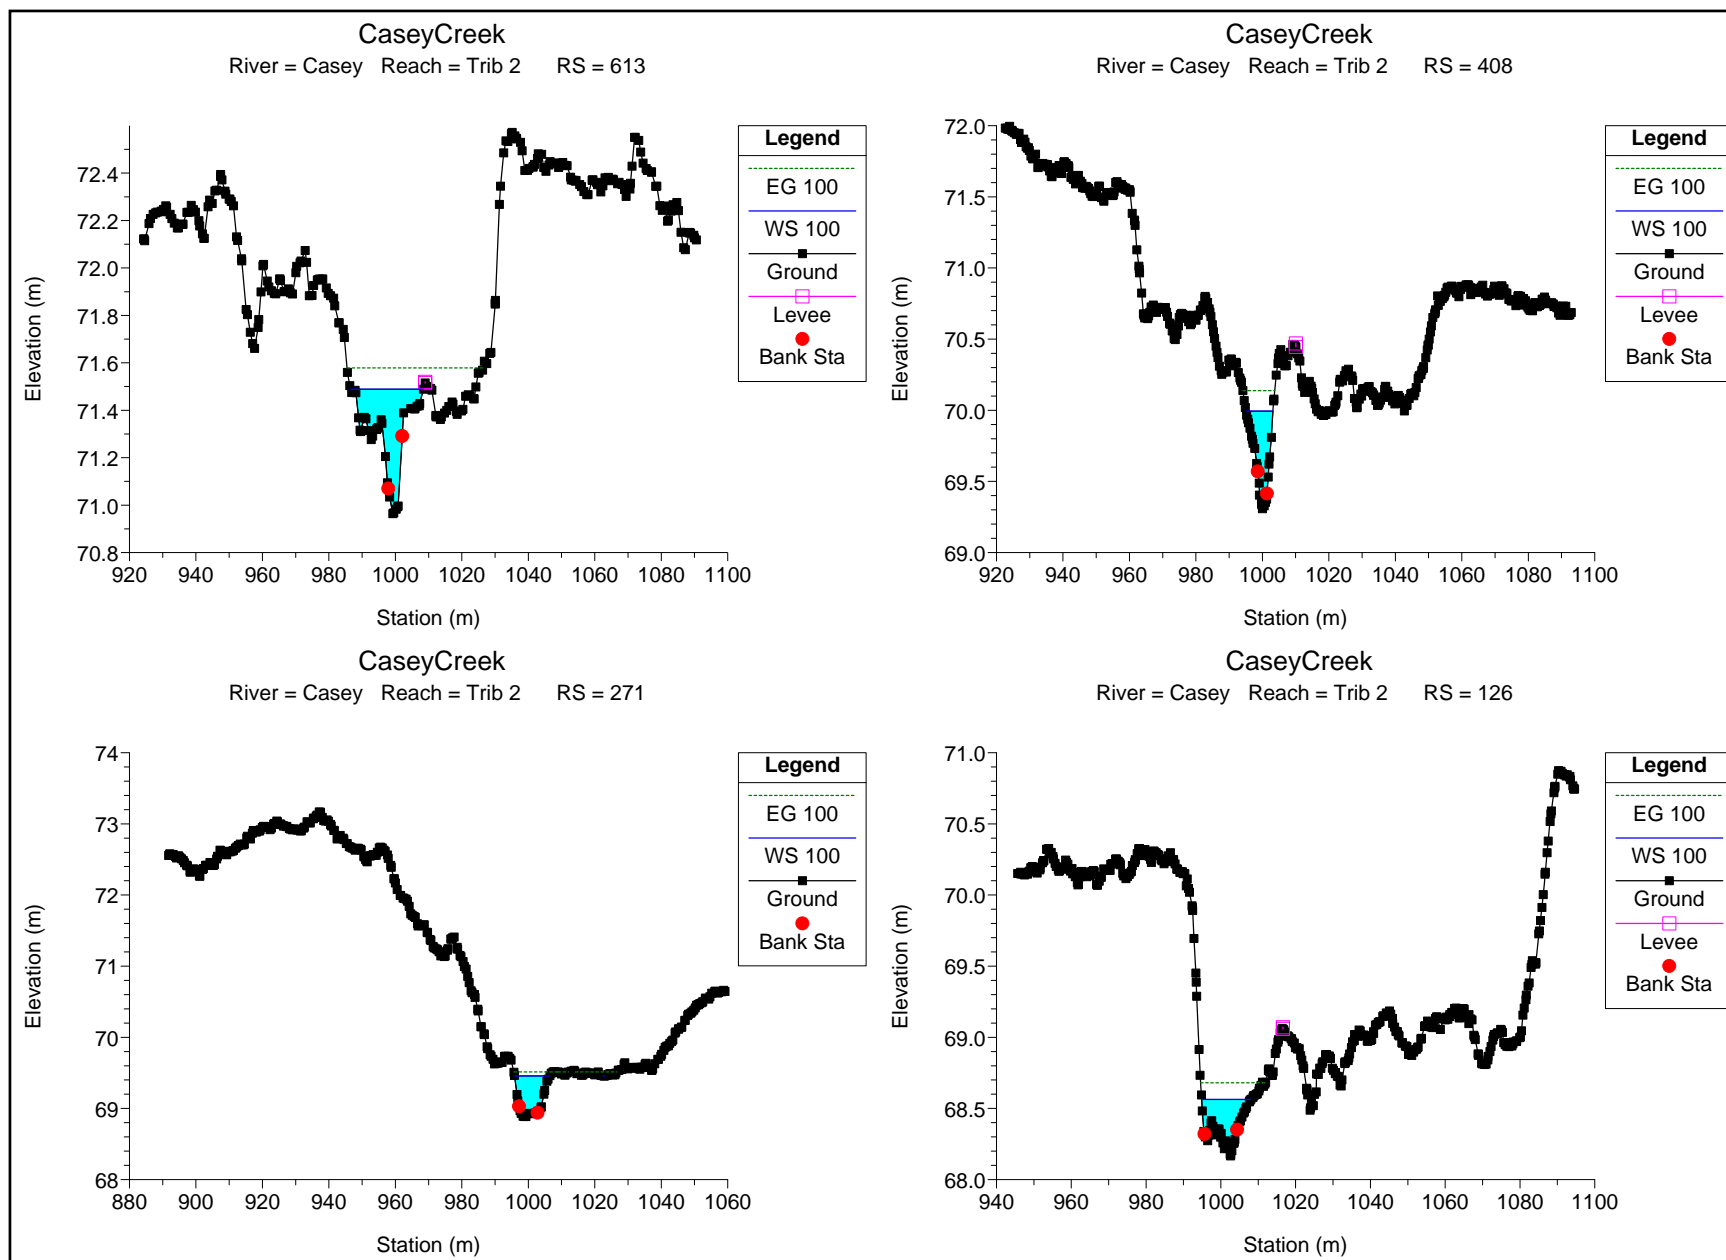 CaseyCreek
River = Casey Reach = Trib 2 RS = 613
72.4
72.2
72.0
71.8
71.6
71.4
71.2
71.0
70.8
Elevation (m)
920 940 960 980 1000 1020 1040 1060 1080 1100
Station (m)
Legend
EG 100
WS 100
Ground
Levee
Bank Sta
CaseyCreek
River = Casey Reach = Trib 2 RS = 408
72.0
71.5
71.0
70.5
70.0
69.5
69.0
Elevation (m)
920 940 960 980 1000 1020 1040 1060 1080 1100
Station (m)
Legend
EG 100
WS 100
Ground
Levee
Bank Sta
CaseyCreek
River = Casey Reach = Trib 2 RS = 271
74
73
72
71
70
69
68
Elevation (m)
880 900 920 940 960 980 1000 1020 1040 1060
Station (m)
Legend
EG 100
WS 100
Ground
Bank Sta
CaseyCreek
River = Casey Reach = Trib 2 RS = 126
71.0
70.5
70.0
69.5
69.0
68.5
68.0
Elevation (m)
940 960 980 1000 1020 1040 1060 1080 1100
Station (m)
Legend
EG 100
WS 100
Ground
Levee
Bank Sta